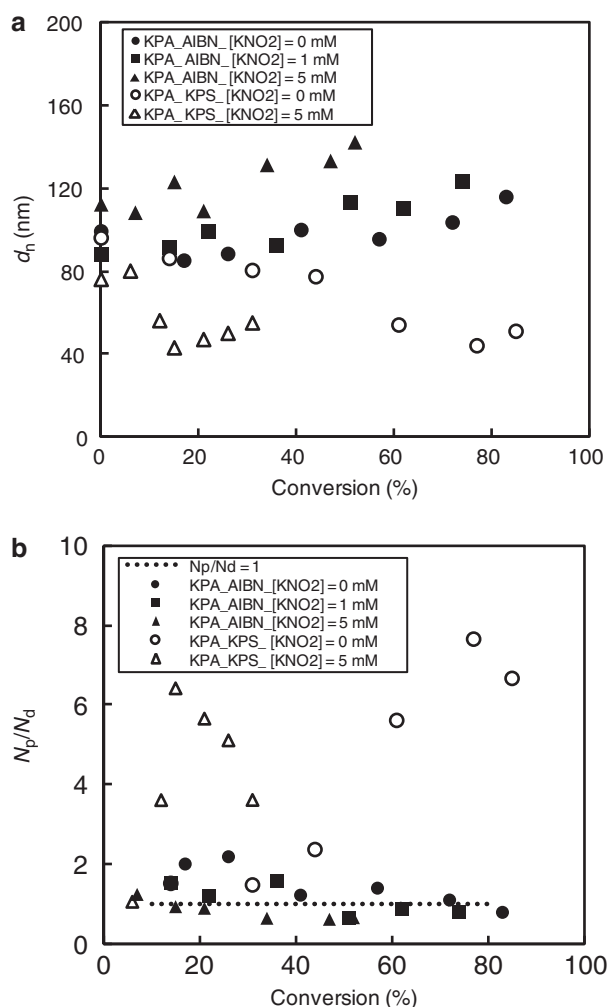 a
200
160
120
80
40
0
dn (nm)
KPA_AIBN_[KNO2] = 0 mM
KPA_AIBN_[KNO2] = 1 mM
KPA_AIBN_[KNO2] = 5 mM
KPA_KPS_[KNO2] = 0 mM
KPA_KPS_[KNO2] = 5 mM
0 20 40 60 80 100
Conversion (%)
b
10
8
6
4
2
0
Np/Nd
Np/Nd = 1
KPA_AIBN_[KNO2] = 0 mM
KPA_AIBN_[KNO2] = 1 mM
KPA_AIBN_[KNO2] = 5 mM
KPA_KPS_[KNO2] = 0 mM
KPA_KPS_[KNO2] = 5 mM
0 20 40 60 80 100
Conversion (%)